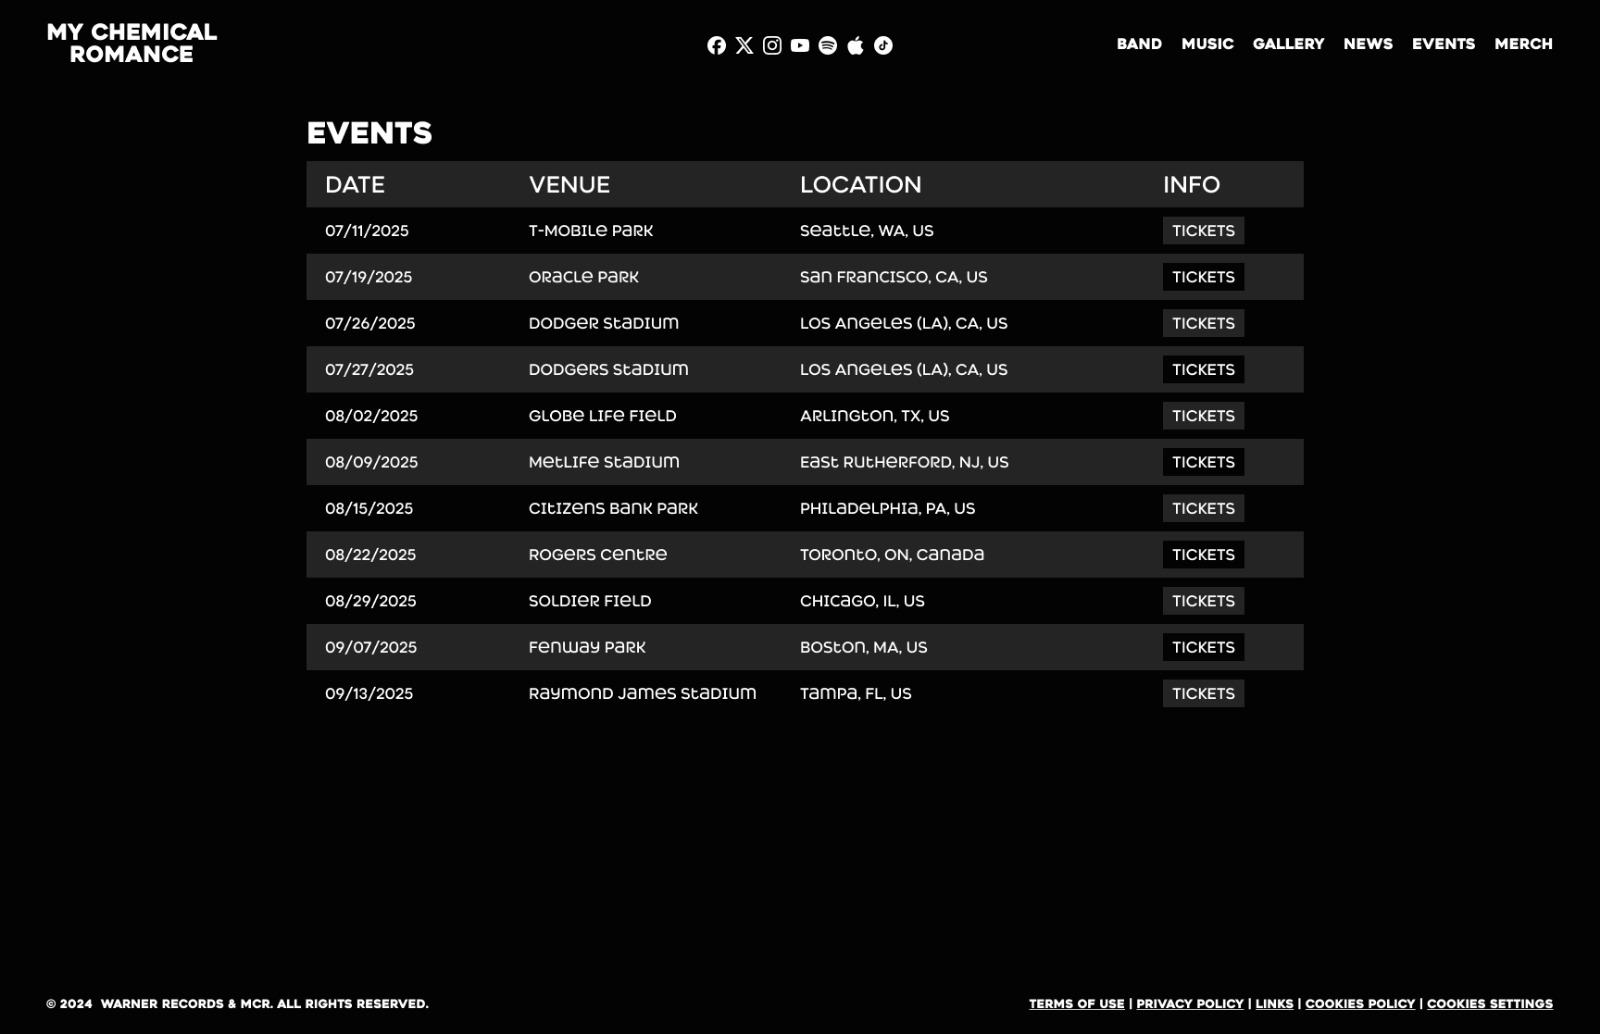 MY CHEMICAL
ROMANCE
BAND MUSIC GALLERY NEWS EVENTS MERCH
EVENTS
DATE VENUE LOCATION INFO
07/11/2025 T-MOBILE PARK SEATTLE, WA, US TICKETS
07/19/2025 ORACLE PARK SAN FRANCISCO, CA, US TICKETS
07/26/2025 DODGER STADIUM LOS ANGELES (LA), CA, US TICKETS
07/27/2025 DODGERS STADIUM LOS ANGELES (LA), CA, US TICKETS
08/02/2025 GLOBE LIFE FIELD ARLINGTON, TX, US TICKETS
08/09/2025 METLIFE STADIUM EAST RUTHERFORD, NJ, US TICKETS
08/15/2025 CITIZENS BANK PARK PHILADELPHIA, PA, US TICKETS
08/22/2025 ROGERS CENTRE TORONTO, ON, CANADA TICKETS
08/29/2025 SOLDIER FIELD CHICAGO, IL, US TICKETS
09/07/2025 FENWAY PARK BOSTON, MA, US TICKETS
09/13/2025 RAYMOND JAMES STADIUM TAMPA, FL, US TICKETS
© 2024 WARNER RECORDS & MCR. ALL RIGHTS RESERVED. TERMS OF USE | PRIVACY POLICY | LINKS | COOKIES POLICY | COOKIES SETTINGS